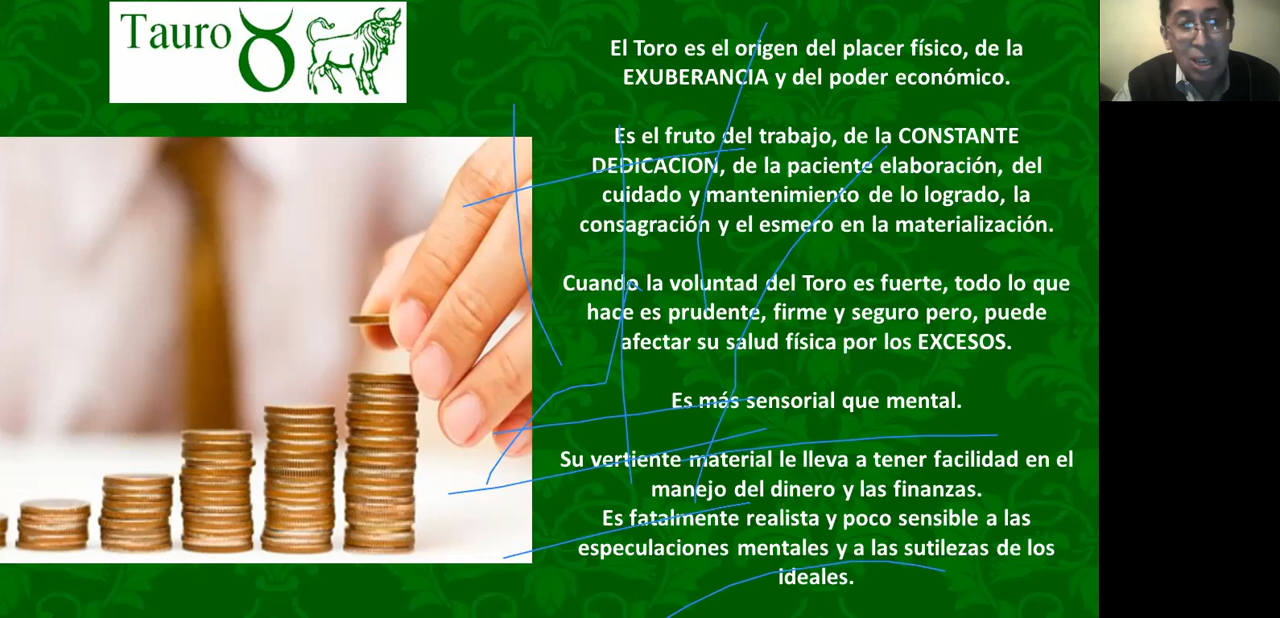 Tauro
El Toro es el origen del placer físico, de la
EXUBERANCIA y del poder económico.
Es el fruto del trabajo, de la CONSTANTE
DEDICACION, de la paciente elaboración, del
cuidado y mantenimiento de lo logrado, la
consagración y el esmero en la materialización.
Cuando la voluntad del Toro es fuerte, todo lo que
hace es prudente, firme y seguro pero, puede
afectar su salud física por los EXCESOS.
Es más sensorial que mental.
Su vertiente material le lleva a tener facilidad en el
manejo del dinero y las finanzas.
Es fatalmente realista y poco sensible a las
especulaciones mentales y a las sutilezas de los
ideales.